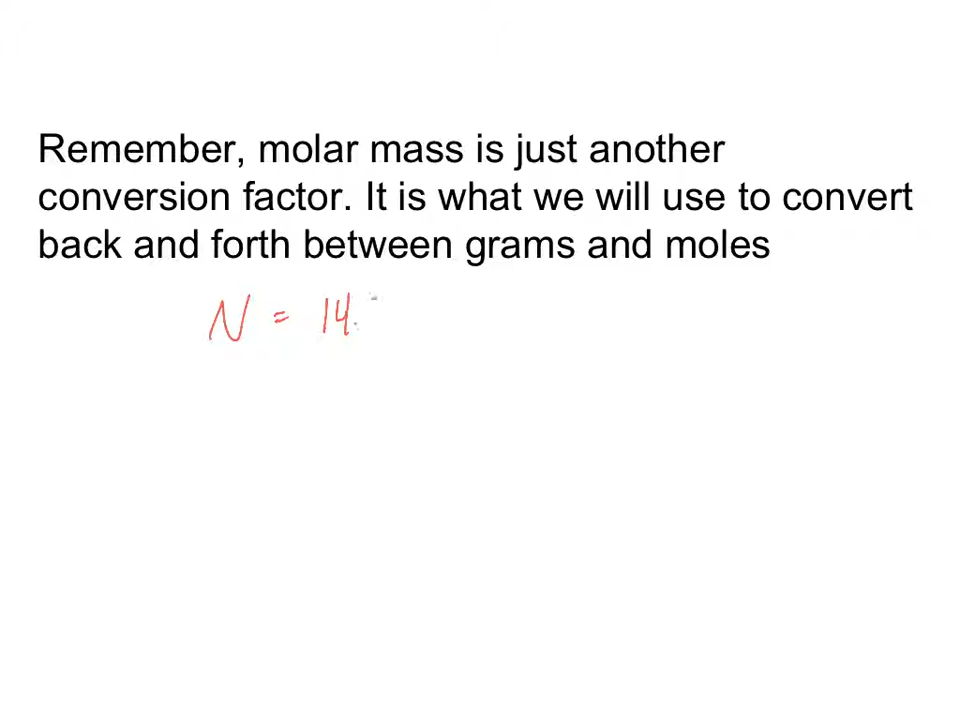 Remember, molar mass is just another
conversion factor. It is what we will use to convert
back and forth between grams and moles
N = 14.